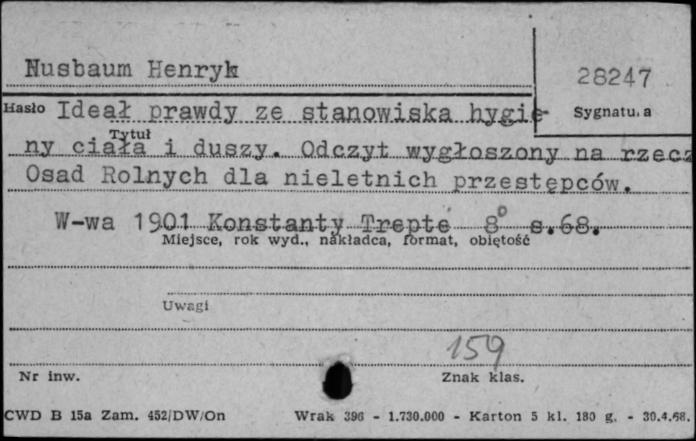 Nusbaum Henryk
28247
Hasło Ideał prawdy ze stanowiska hygie-
Sygnatura
Tytuł
ny ciała i duszy. Odczyt wygłoszony na rzecz
Osad Rolnych dla nieletnich przestępców.
W-wa 1901 Konstanty Trepte 8° s.68.
Miejsce, rok wyd., nakładca, format, obiętość
Uwagi
159
Nr inw.
Znak klas.
CWD B 15a Zam. 452/DW/On Wrak 396 - 1.730.000 - Karton 5 kl. 180 g. - 30.4.68.